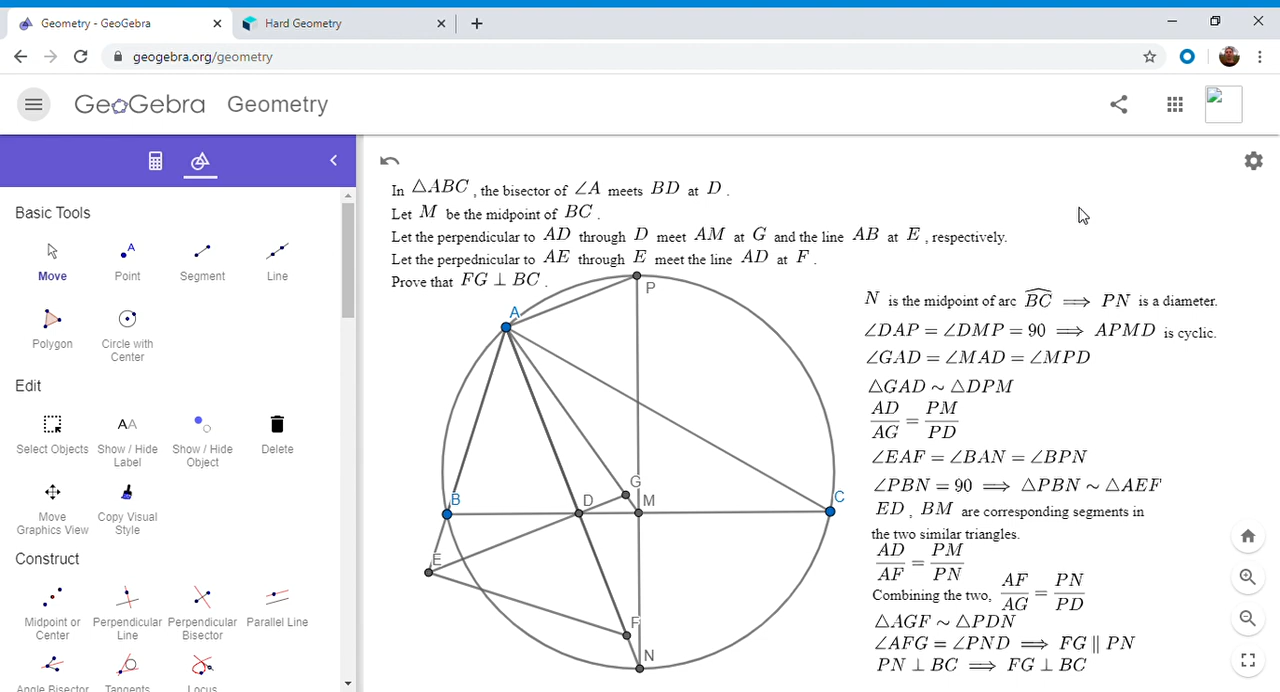 Geometry - GeoGebra
Hard Geometry
geogebra.org/geometry
GeoGebra Geometry
In △ABC , the bisector of ∠A meets BD at D .
Let M be the midpoint of BC .
Let the perpendicular to AD through D meet AM at G and the line AB at E , respectively.
Let the perpednicular to AE through E meet the line AD at F .
Prove that FG ⊥ BC .
Basic Tools
Move
Point
Segment
Line
Polygon
Circle with Center
Edit
Select Objects
AA
Show / Hide Label
Show / Hide Object
Delete
Move Graphics View
Copy Visual Style
Construct
Midpoint or Center
Perpendicular Line
Perpendicular Bisector
Parallel Line
Angle Bisector
Tangents
Locus
P
A
B
D
G
M
C
E
F
N
N is the midpoint of arc \widehat{BC} ⟹ PN is a diameter.
∠DAP = ∠DMP = 90 ⟹ APMD is cyclic.
∠GAD = ∠MAD = ∠MPD
△GAD ∼ △DPM
AD/AG = PM/PD
∠EAF = ∠BAN = ∠BPN
∠PBN = 90 ⟹ △PBN ∼ △AEF
ED , BM are corresponding segments in
the two similar triangles.
AD/AF = PM/PN
Combining the two, AF/AG = PN/PD
△AGF ∼ △PDN
∠AFG = ∠PND ⟹ FG ∥ PN
PN ⊥ BC ⟹ FG ⊥ BC